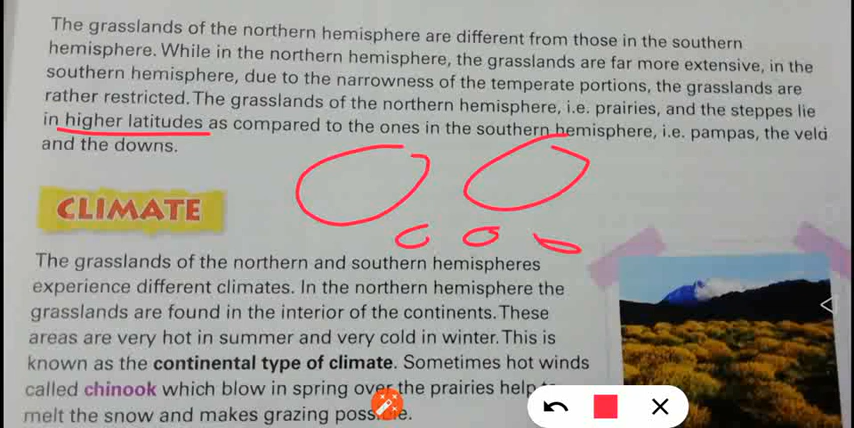 The grasslands of the northern hemisphere are different from those in the southern
hemisphere. While in the northern hemisphere, the grasslands are far more extensive, in the
southern hemisphere, due to the narrowness of the temperate portions, the grasslands are
rather restricted. The grasslands of the northern hemisphere, i.e. prairies, and the steppes lie
in higher latitudes as compared to the ones in the southern hemisphere, i.e. pampas, the veld
and the downs.
CLIMATE
The grasslands of the northern and southern hemispheres
experience different climates. In the northern hemisphere the
grasslands are found in the interior of the continents. These
areas are very hot in summer and very cold in winter. This is
known as the continental type of climate. Sometimes hot winds
called chinook which blow in spring over the prairies help
melt the snow and makes grazing possible.